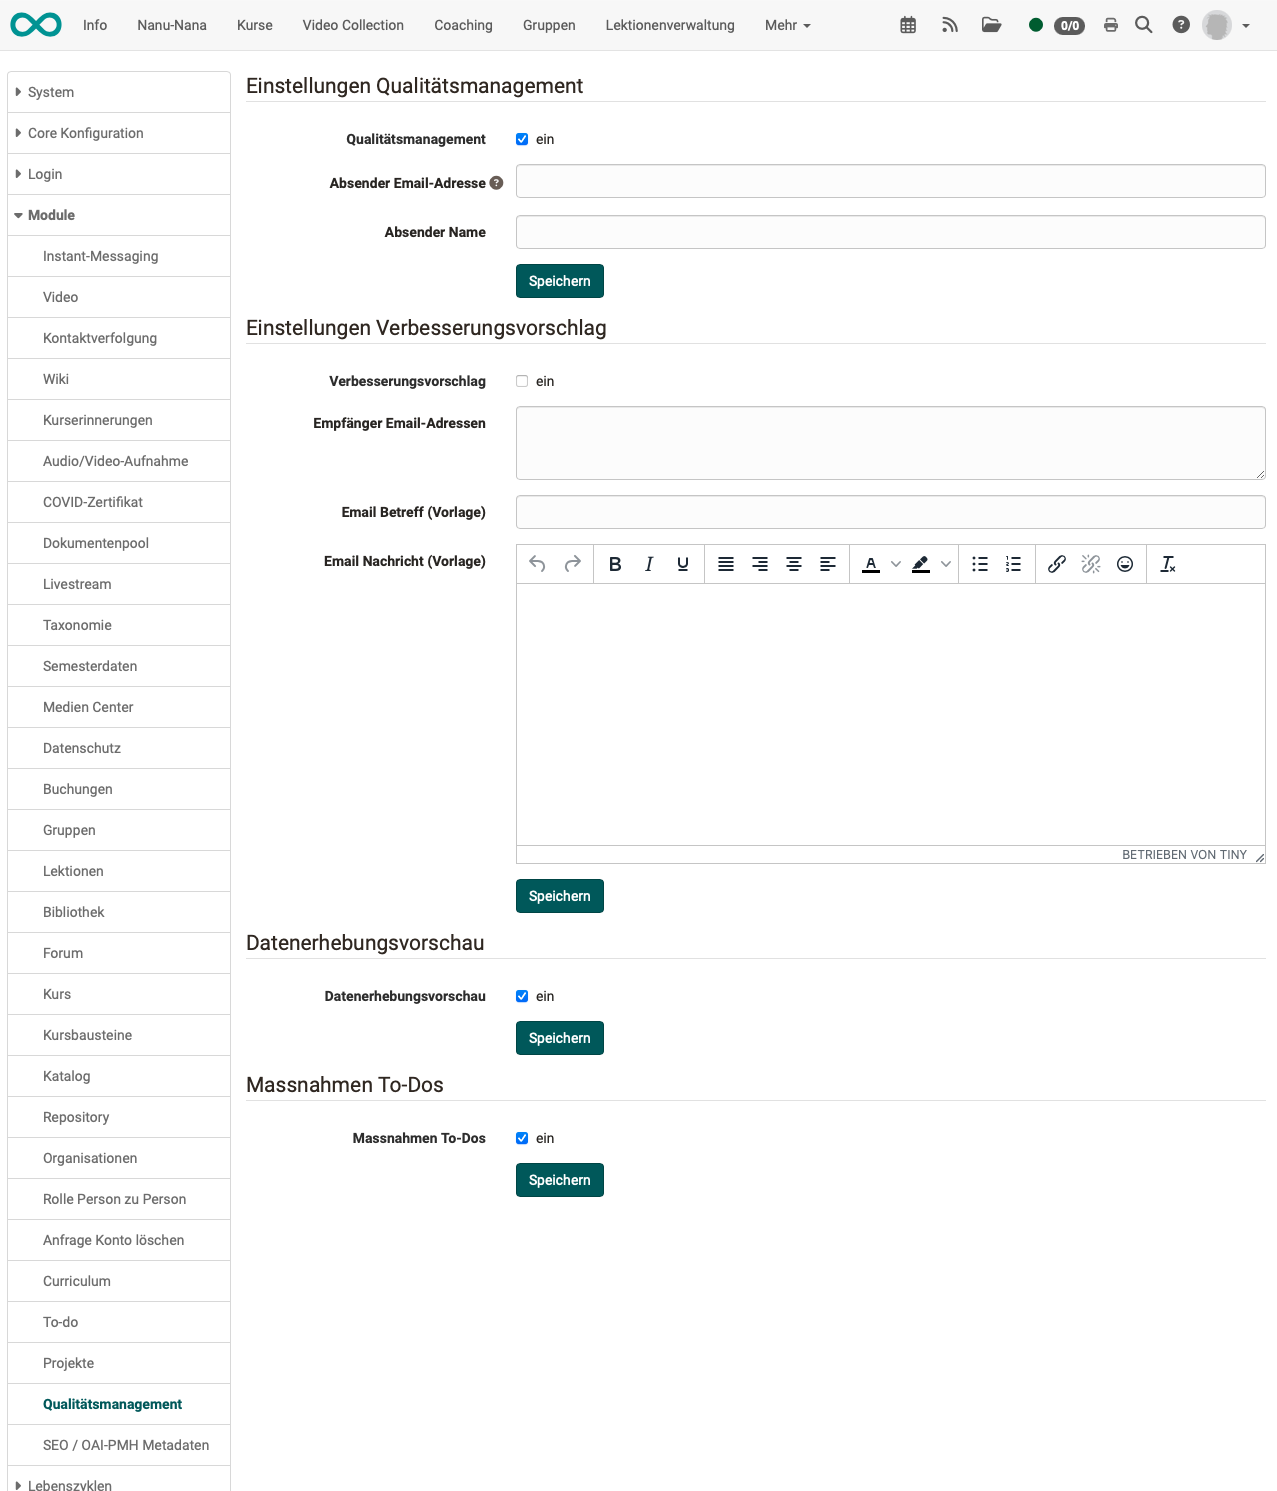 Info Nanu-Nana Kurse Video Collection Coaching Gruppen Lektionenverwaltung Mehr 0/0
System
Core Konfiguration
Login
Module
Instant-Messaging
Video
Kontaktverfolgung
Wiki
Kurserinnerungen
Audio/Video-Aufnahme
COVID-Zertifikat
Dokumentenpool
Livestream
Taxonomie
Semesterdaten
Medien Center
Datenschutz
Buchungen
Gruppen
Lektionen
Bibliothek
Forum
Kurs
Kursbausteine
Katalog
Repository
Organisationen
Rolle Person zu Person
Anfrage Konto löschen
Curriculum
To-do
Projekte
Qualitätsmanagement
SEO / OAI-PMH Metadaten
Lebenszyklen
Einstellungen Qualitätsmanagement
Qualitätsmanagement ein
Absender Email-Adresse ?
Absender Name
Speichern
Einstellungen Verbesserungsvorschlag
Verbesserungsvorschlag ein
Empfänger Email-Adressen
Email Betreff (Vorlage)
Email Nachricht (Vorlage)
BETRIEBEN VON TINY
Speichern
Datenerhebungsvorschau
Datenerhebungsvorschau ein
Speichern
Massnahmen To-Dos
Massnahmen To-Dos ein
Speichern